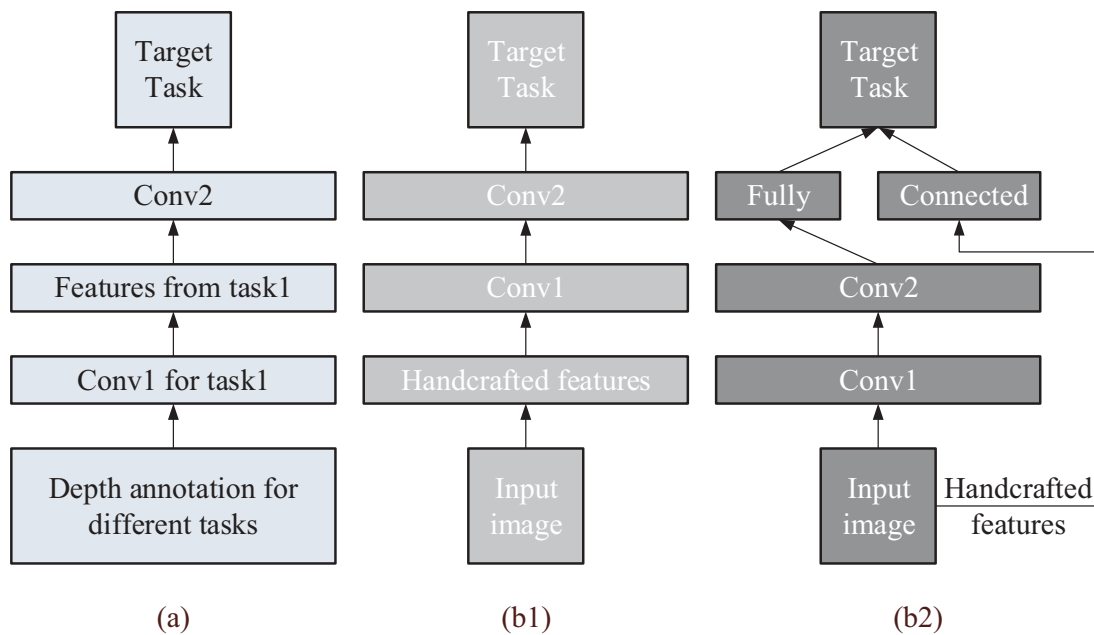 Target
Task
Conv2
Features from task1
Conv1 for task1
Depth annotation for
different tasks
(a)
Target
Task
Conv2
Conv1
Handcrafted features
Input
image
(b1)
Target
Task
Fully
Connected
Conv2
Conv1
Input
image
Handcrafted
features
(b2)